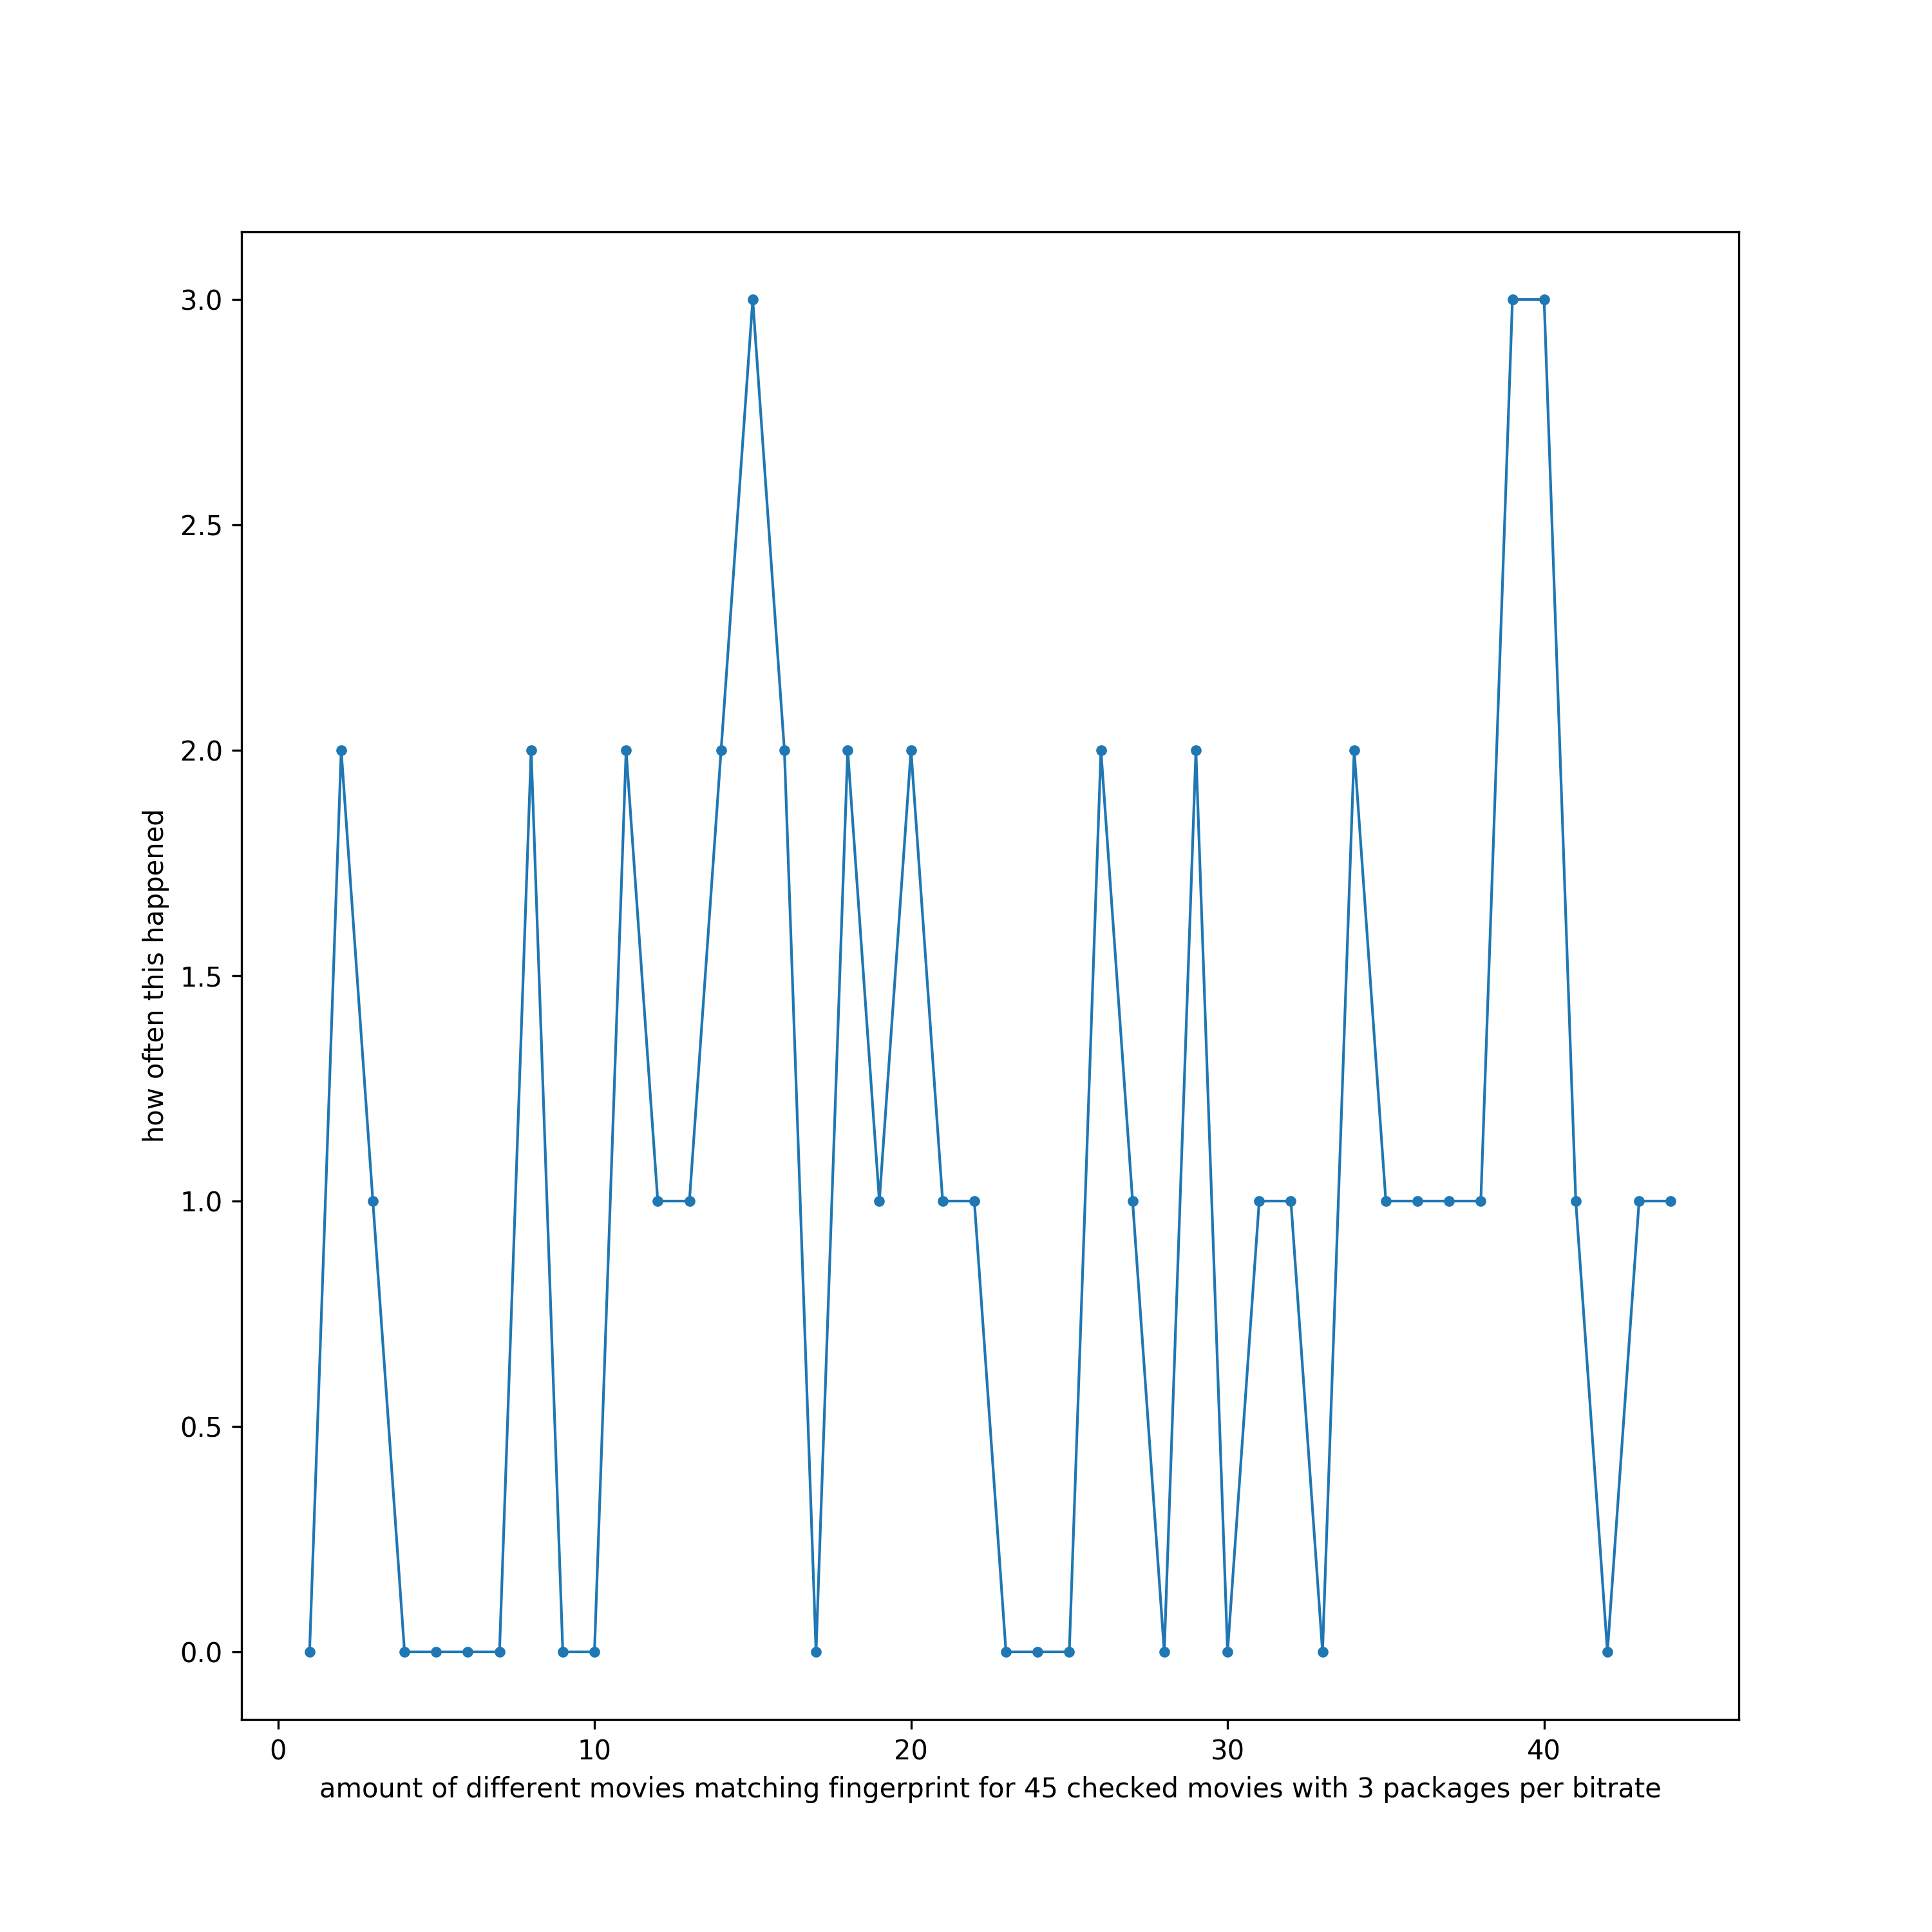 3.0
2.5
2.0
1.5
1.0
0.5
0.0
how often this happened
0 10 20 30 40
amount of different movies matching fingerprint for 45 checked movies with 3 packages per bitrate